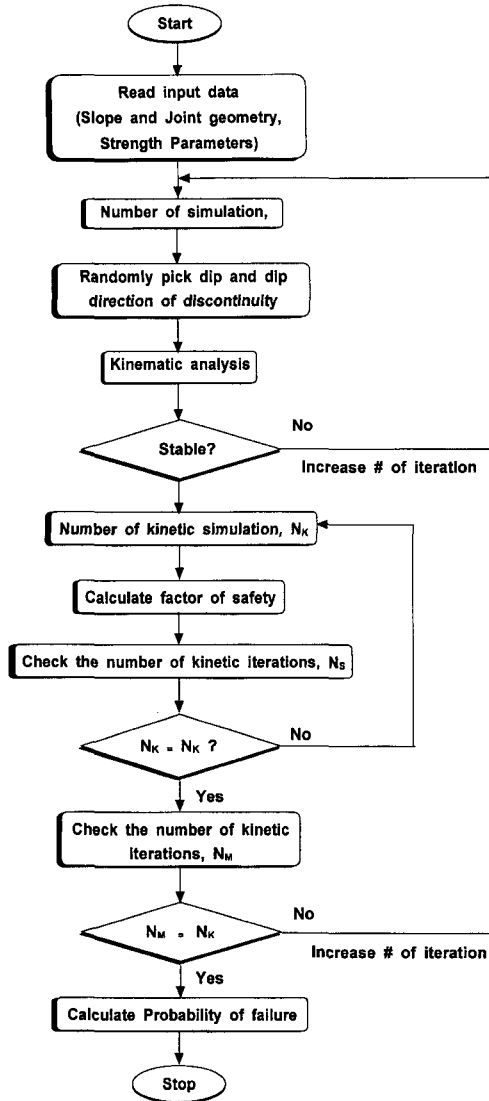 Start
Read input data
(Slope and Joint geometry,
Strength Parameters)
Number of simulation,
Randomly pick dip and dip
direction of discontinuity
Kinematic analysis
Stable?
No
Increase # of iteration
Number of kinetic simulation, NK
Calculate factor of safety
Check the number of kinetic iterations, NS
NK = NK ?
No
Yes
Check the number of kinetic
iterations, NM
NM = NK
No
Increase # of iteration
Yes
Calculate Probability of failure
Stop